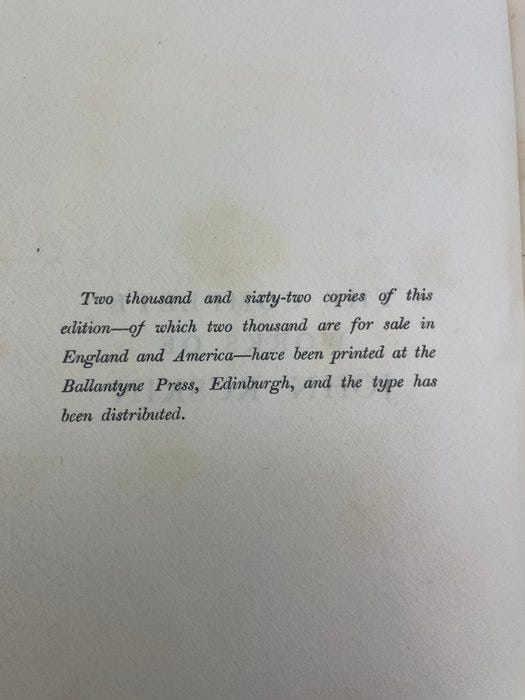 Two thousand and sixty-two copies of this
edition—of which two thousand are for sale in
England and America—have been printed at the
Ballantyne Press, Edinburgh, and the type has
been distributed.